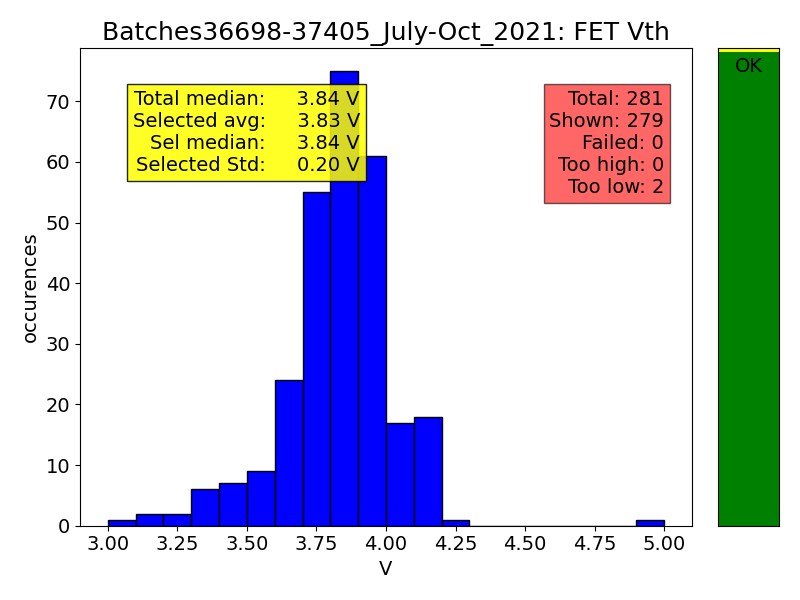 Batches36698-37405_July-Oct_2021: FET Vth
OK
Total median: 3.84 V
Selected avg: 3.83 V
Sel median: 3.84 V
Selected Std: 0.20 V
Total: 281
Shown: 279
Failed: 0
Too high: 0
Too low: 2
occurences
70
60
50
40
30
20
10
0
3.00 3.25 3.50 3.75 4.00 4.25 4.50 4.75 5.00
V